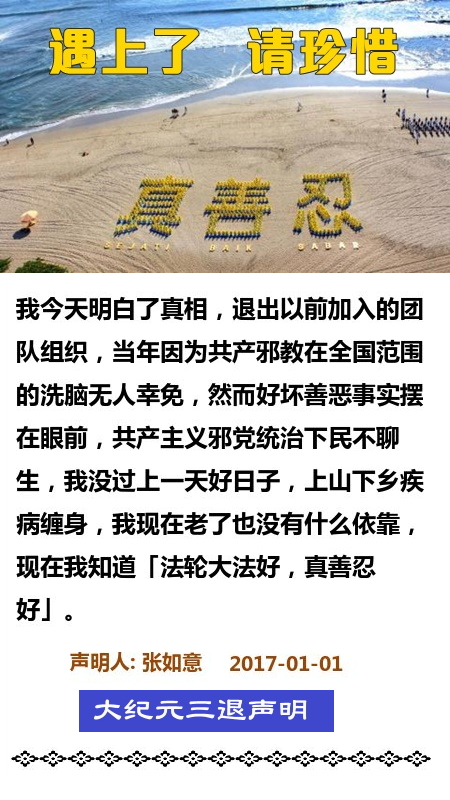 遇上了 请珍惜
真善忍
SEJATI BAIK SABAR
我今天明白了真相，退出以前加入的团
队组织，当年因为共产邪教在全国范围
的洗脑无人幸免，然而好坏善恶事实摆
在眼前，共产主义邪党统治下民不聊
生，我没过上一天好日子，上山下乡疾
病缠身，我现在老了也没有什么依靠，
现在我知道「法轮大法好，真善忍
好」。
声明人: 张如意 2017-01-01
大纪元三退声明